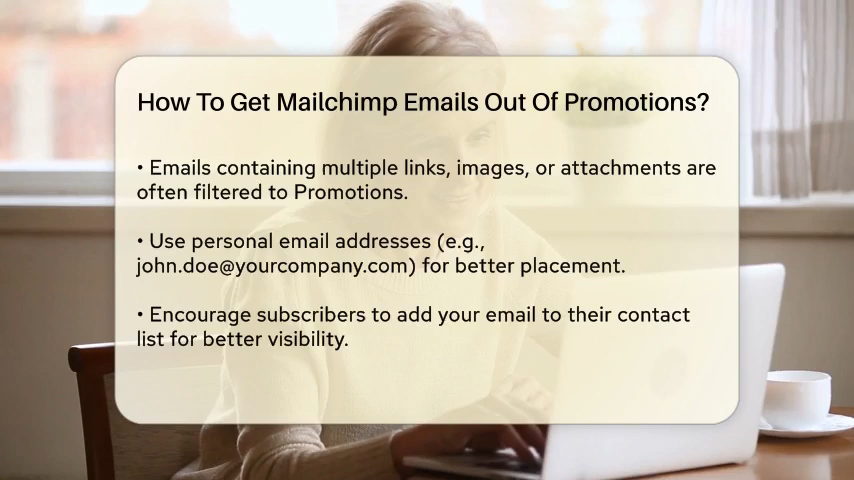 How To Get Mailchimp Emails Out Of Promotions?
• Emails containing multiple links, images, or attachments are
often filtered to Promotions.
• Use personal email addresses (e.g.,
john.doe@yourcompany.com) for better placement.
• Encourage subscribers to add your email to their contact
list for better visibility.